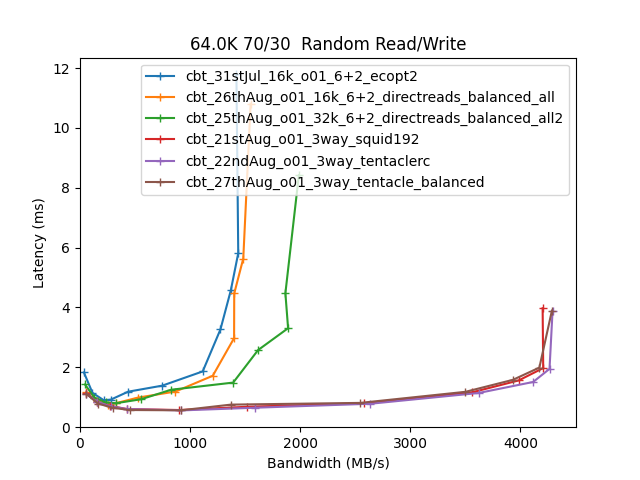 64.0K 70/30  Random Read/Write
12
10
8
6
4
2
0
Latency (ms)
cbt_31stJul_16k_o01_6+2_ecopt2
cbt_26thAug_o01_16k_6+2_directreads_balanced_all
cbt_25thAug_o01_32k_6+2_directreads_balanced_all2
cbt_21stAug_o01_3way_squid192
cbt_22ndAug_o01_3way_tentaclerc
cbt_27thAug_o01_3way_tentacle_balanced
0 1000 2000 3000 4000
Bandwidth (MB/s)